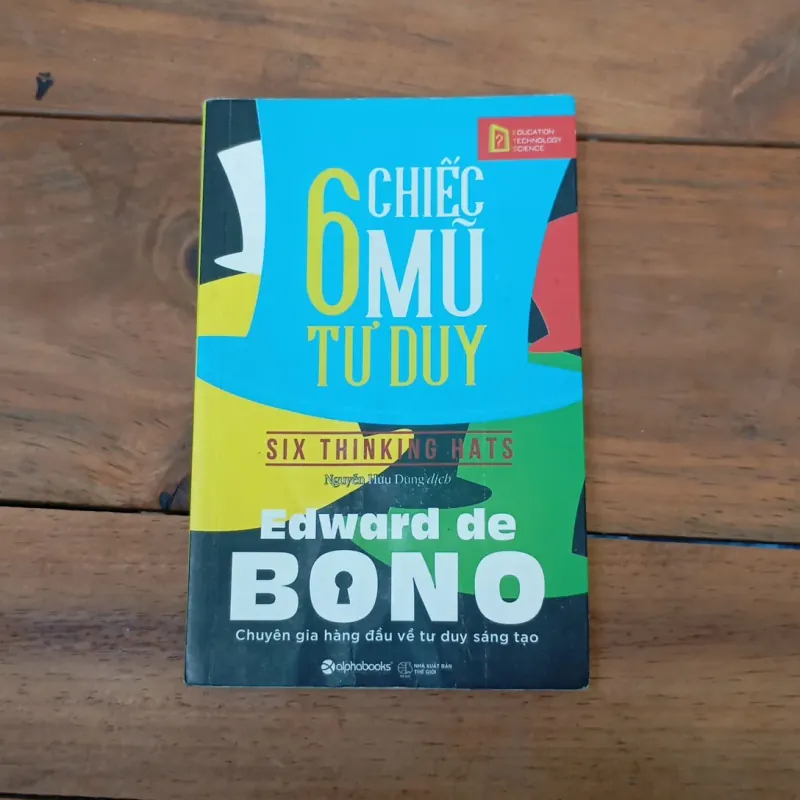 EDUCATION
TECHNOLOGY
SCIENCE
6 CHIẾC
MŨ
TƯ DUY
SIX THINKING HATS
Nguyễn Hữu Dũng dịch
Edward de
BONO
Chuyên gia hàng đầu về tư duy sáng tạo
alphabooks NHÀ XUẤT BẢN
THẾ GIỚI